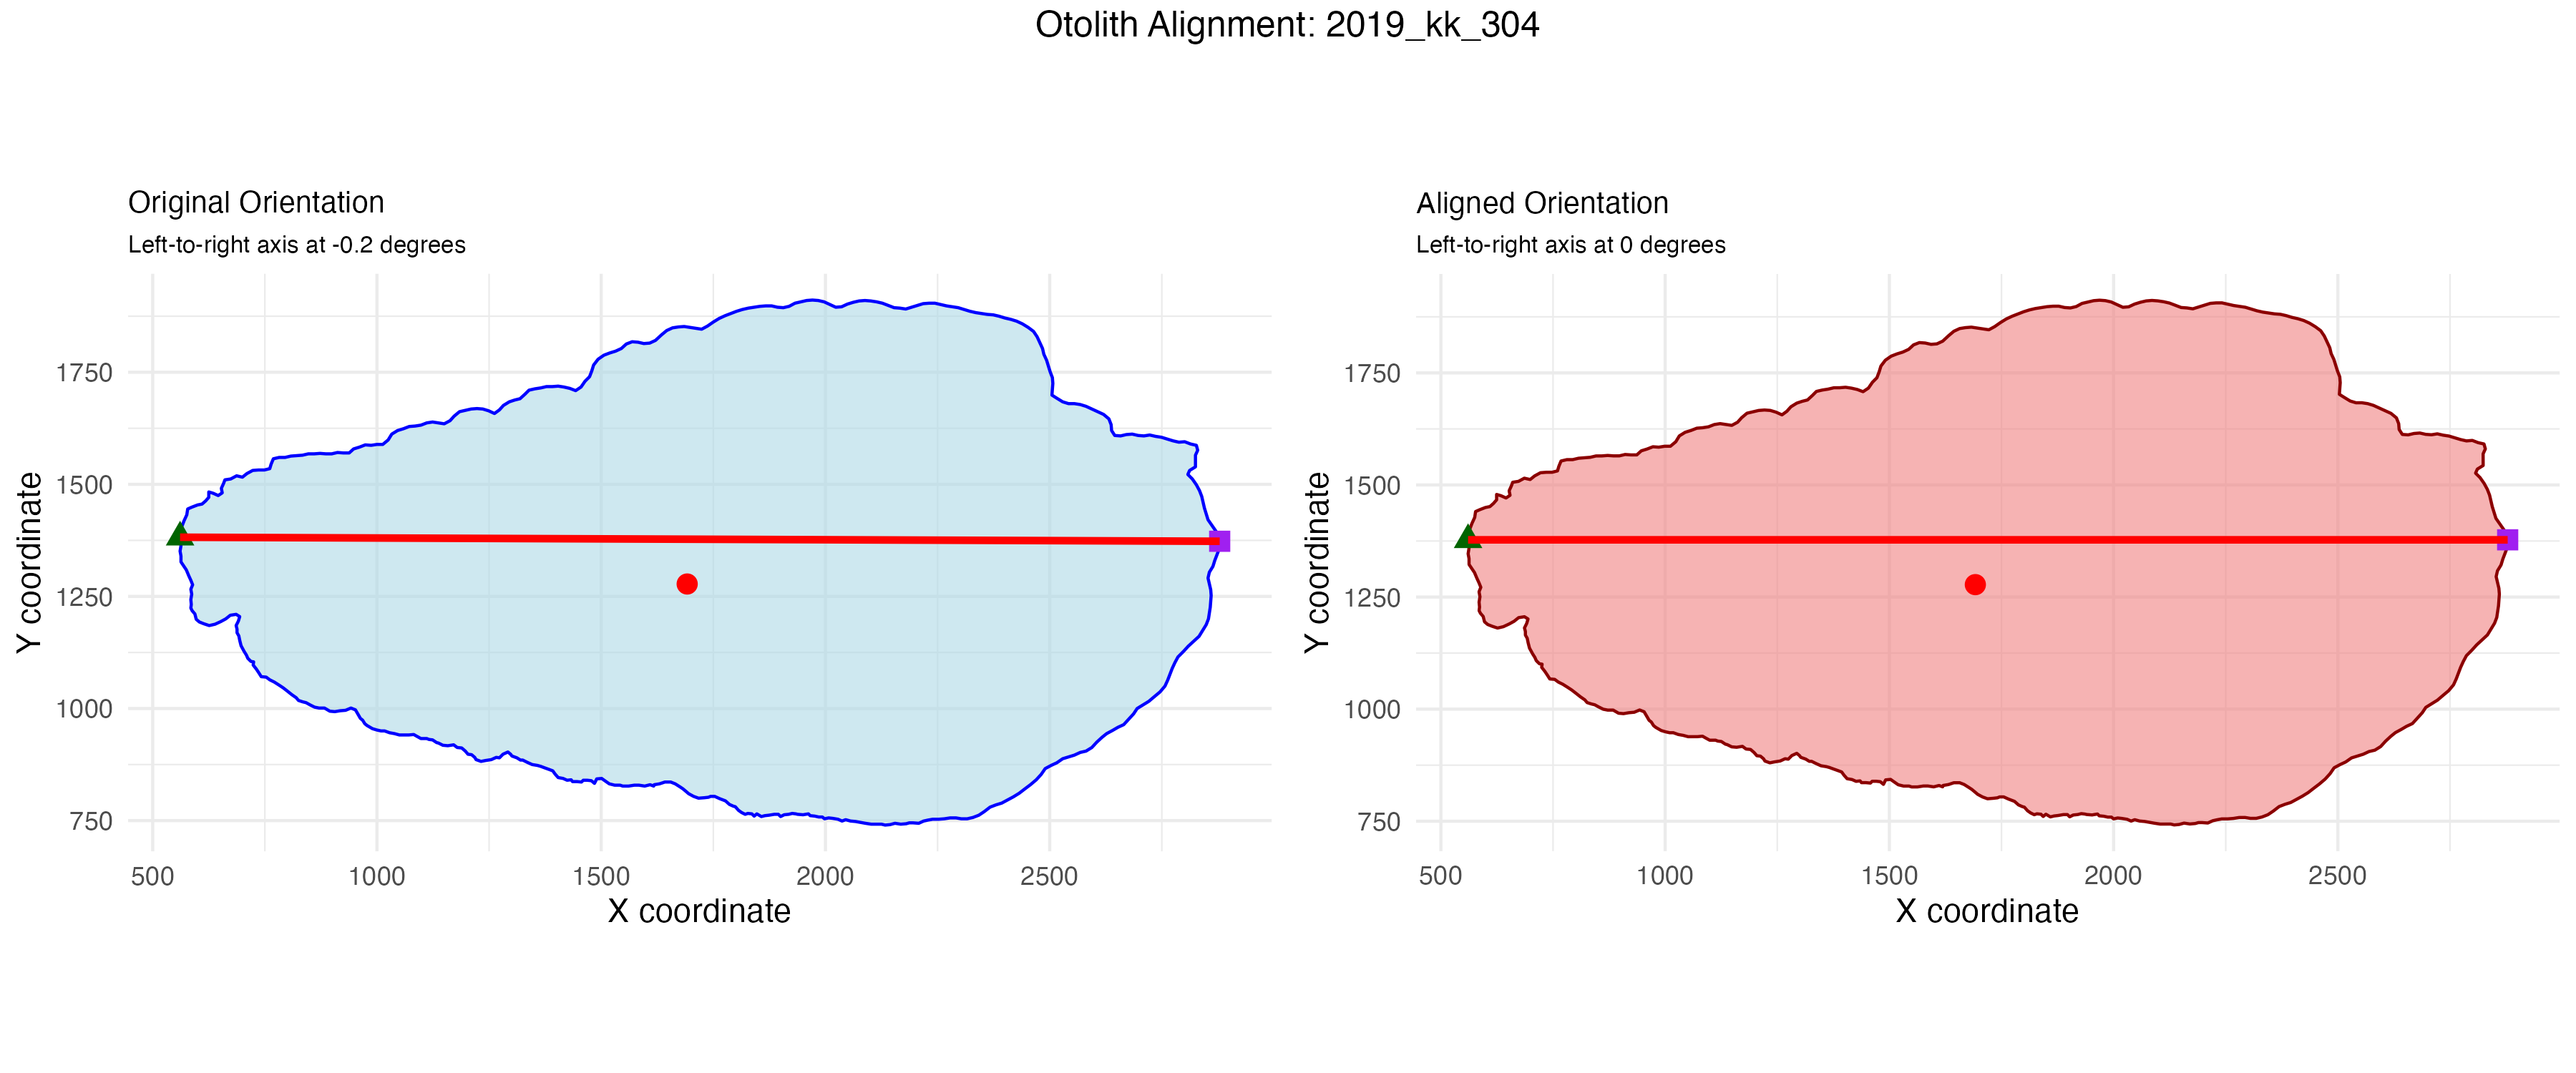 Otolith Alignment: 2019_kk_304
Original Orientation
Left-to-right axis at -0.2 degrees
Y coordinate
1750
1500
1250
1000
750
500 1000 1500 2000 2500
X coordinate
Aligned Orientation
Left-to-right axis at 0 degrees
Y coordinate
1750
1500
1250
1000
750
500 1000 1500 2000 2500
X coordinate